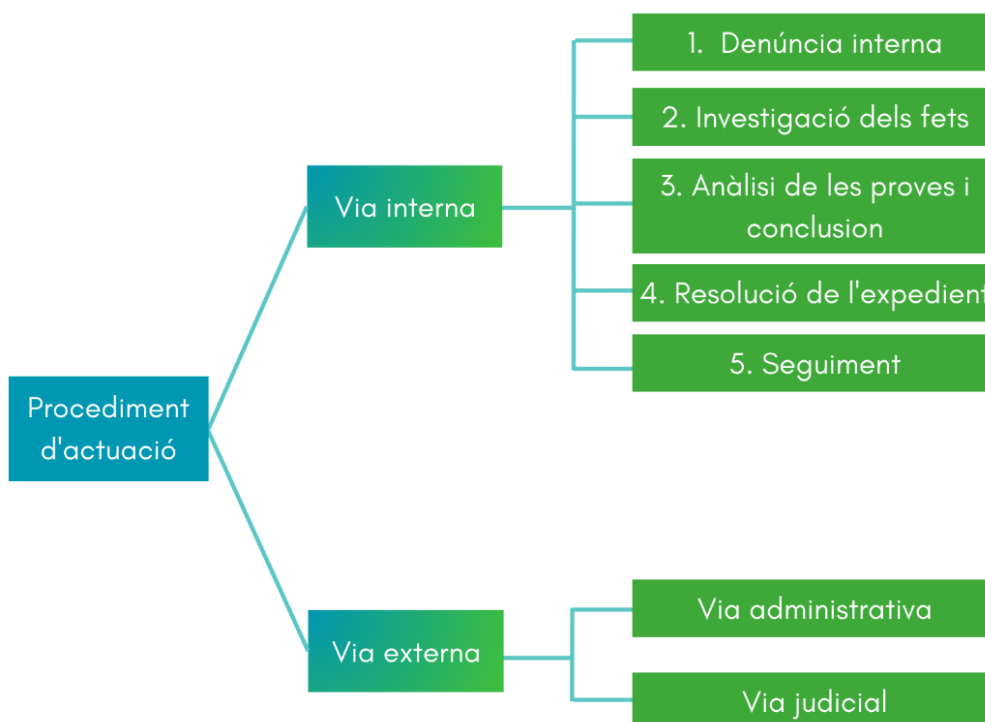 1. Denúncia interna
2. Investigació dels fets
Via interna
3. Anàlisi de les proves i
conclusion
4. Resolució de l'expedient
5. Seguiment
Procediment
d'actuació
Via administrativa
Via externa
Via judicial